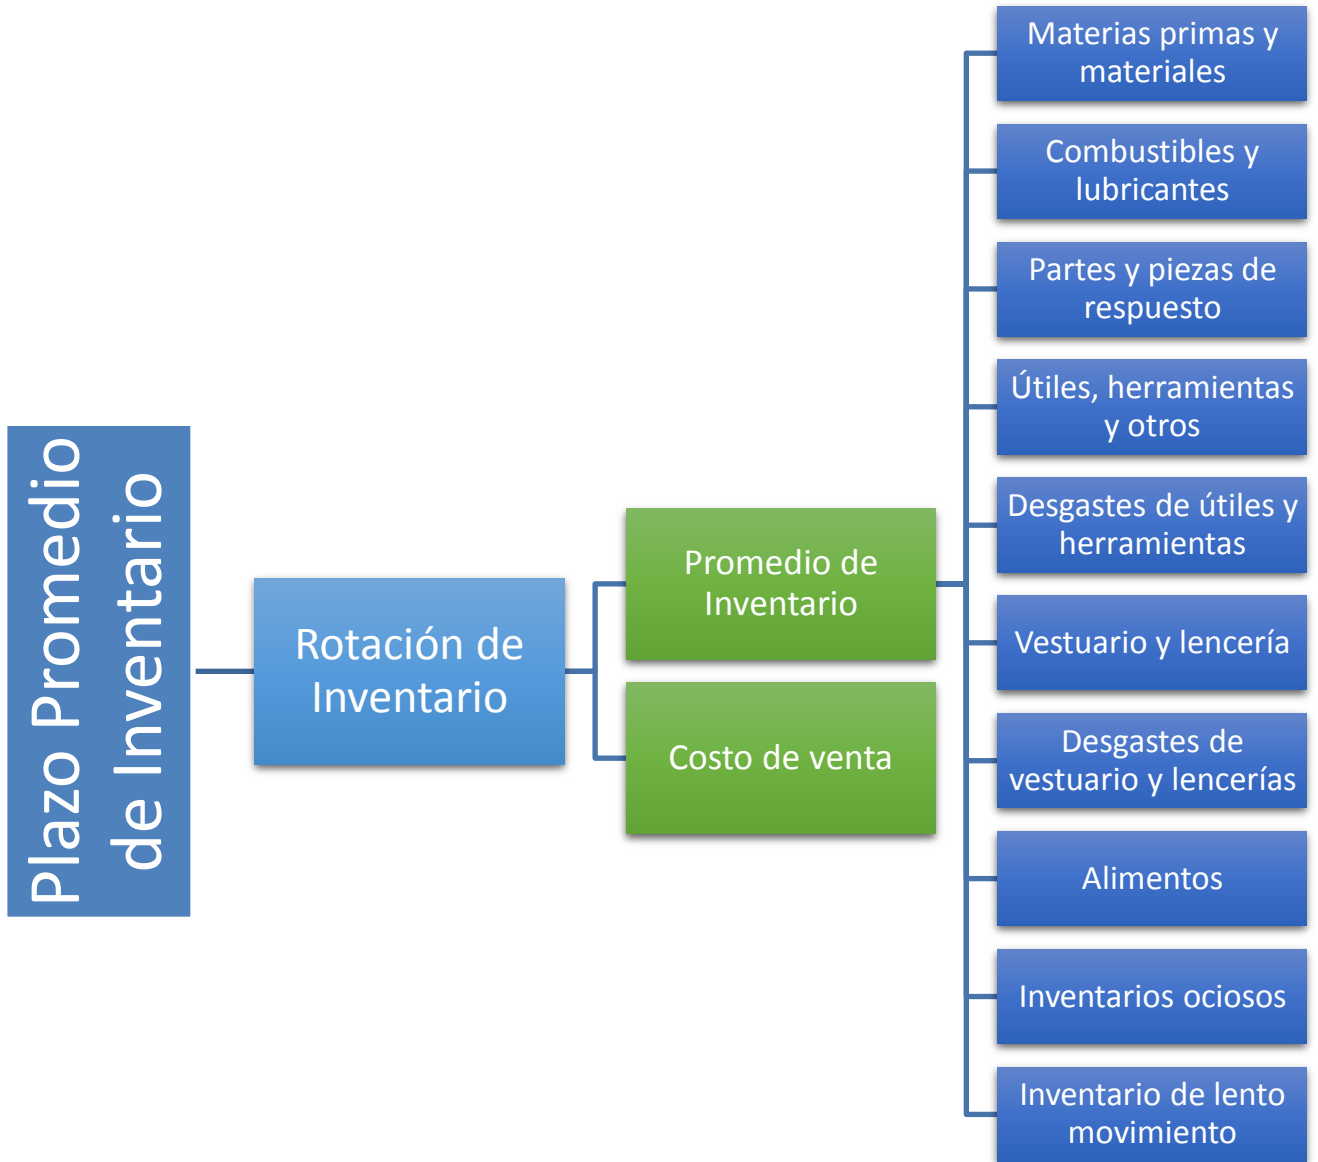 Plazo Promedio
de Inventario
Rotación de
Inventario
Promedio de
Inventario
Costo de venta
Materias primas y
materiales
Combustibles y
lubricantes
Partes y piezas de
respuesto
Útiles, herramientas
y otros
Desgastes de útiles y
herramientas
Vestuario y lencería
Desgastes de
vestuario y lencerías
Alimentos
Inventarios ociosos
Inventario de lento
movimiento